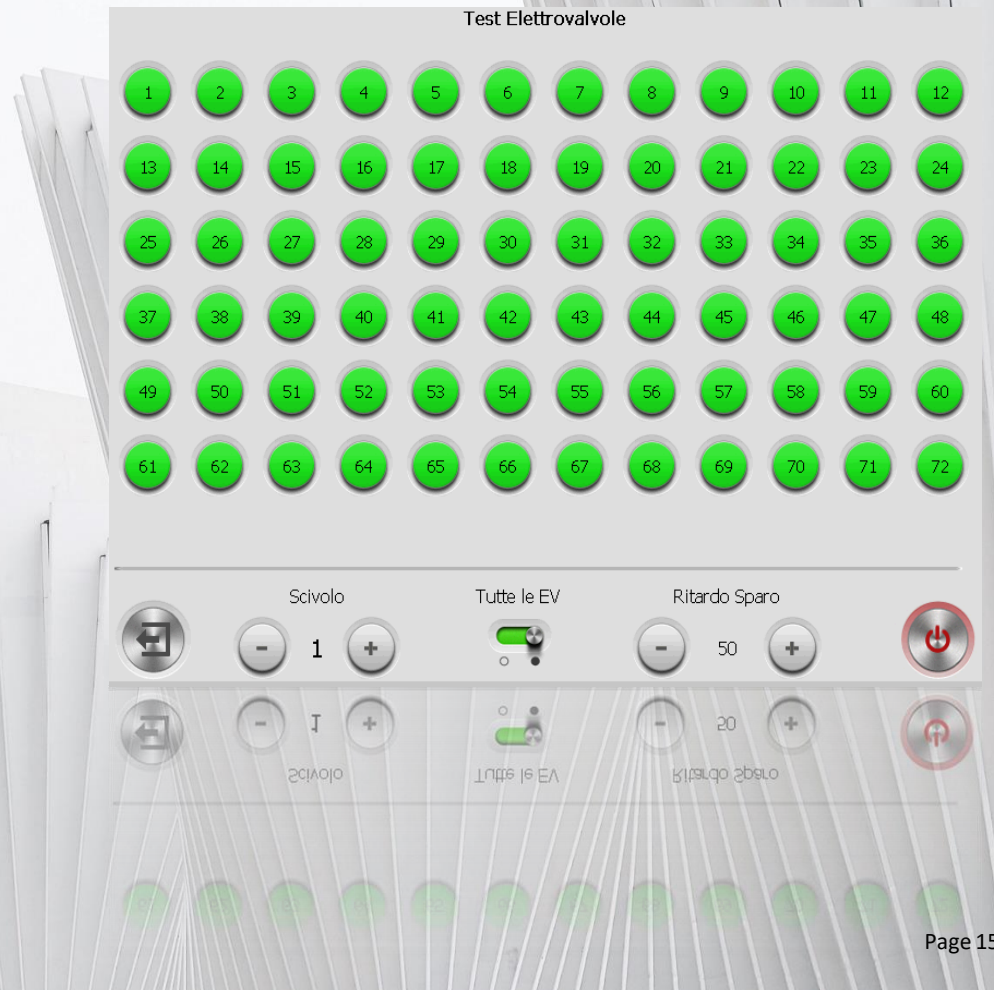 Test Elettrovalvole
1 2 3 4 5 6 7 8 9 10 11 12
13 14 15 16 17 18 19 20 21 22 23 24
25 26 27 28 29 30 31 32 33 34 35 36
37 38 39 40 41 42 43 44 45 46 47 48
49 50 51 52 53 54 55 56 57 58 59 60
61 62 63 64 65 66 67 68 69 70 71 72
Scivolo Tutte le EV Ritardo Sparo
- 1 + - 50 +
Page 15